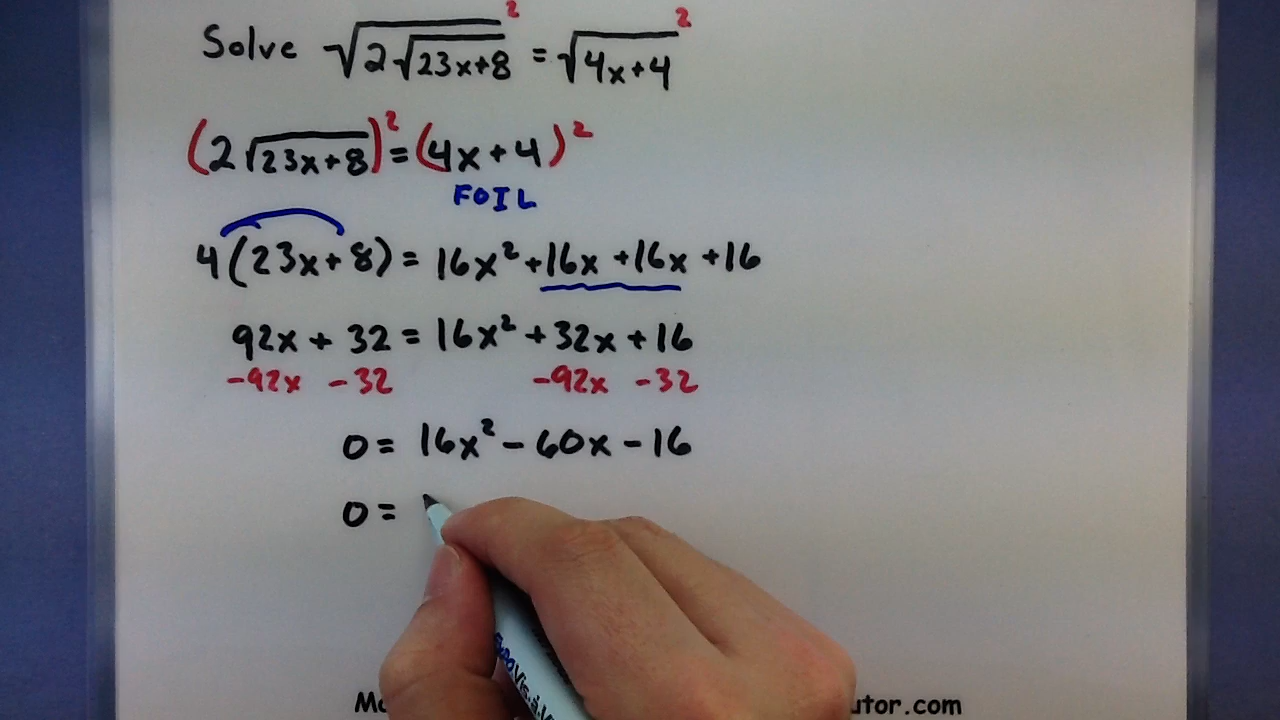 Solve √(2√(23x+8))² = √(4x+4)²
(2√(23x+8))² = (4x+4)²
FOIL
4(23x+8) = 16x² +16x +16x +16
92x + 32 = 16x² + 32x + 16
-92x -32 -92x -32
0 = 16x² - 60x - 16
0 =
utor.com